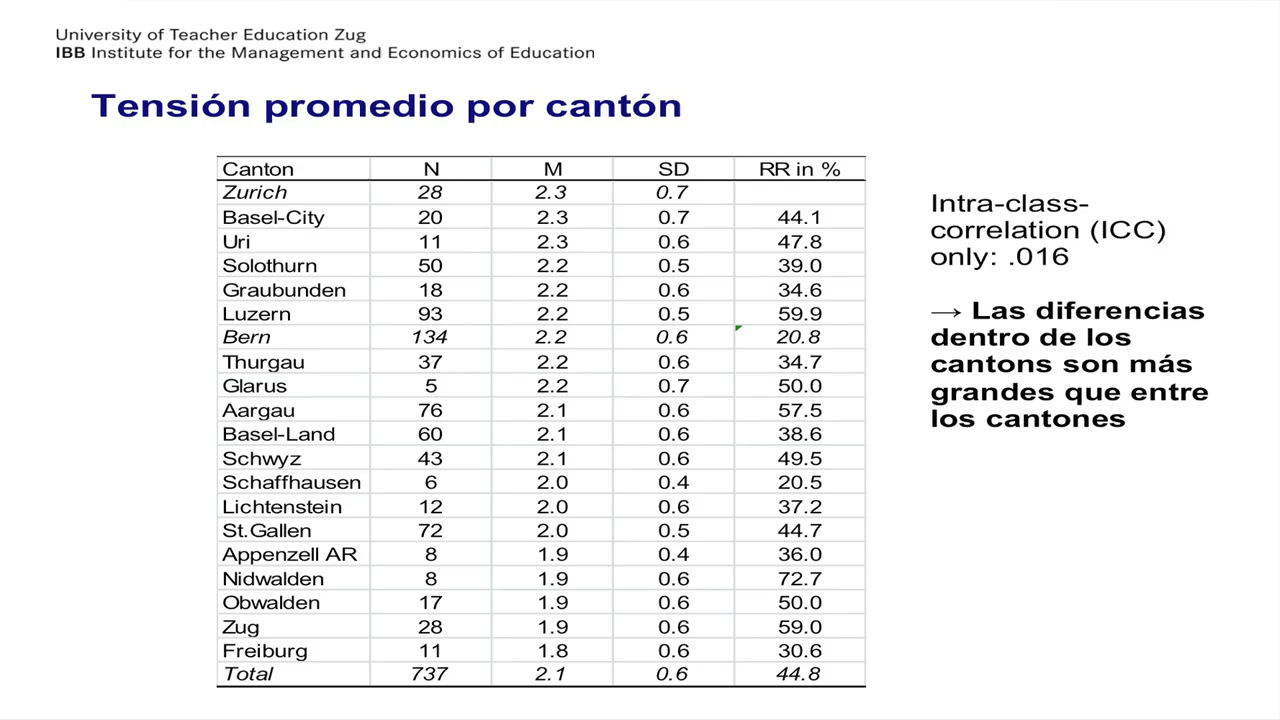 University of Teacher Education Zug
IBB Institute for the Management and Economics of Education
Tensión promedio por cantón
Canton N M SD RR in %
Zurich 28 2.3 0.7
Basel-City 20 2.3 0.7 44.1
Uri 11 2.3 0.6 47.8
Solothurn 50 2.2 0.5 39.0
Graubunden 18 2.2 0.6 34.6
Luzern 93 2.2 0.5 59.9
Bern 134 2.2 0.6 20.8
Thurgau 37 2.2 0.6 34.7
Glarus 5 2.2 0.7 50.0
Aargau 76 2.1 0.6 57.5
Basel-Land 60 2.1 0.6 38.6
Schwyz 43 2.1 0.6 49.5
Schaffhausen 6 2.0 0.4 20.5
Lichtenstein 12 2.0 0.6 37.2
St.Gallen 72 2.0 0.5 44.7
Appenzell AR 8 1.9 0.4 36.0
Nidwalden 8 1.9 0.6 72.7
Obwalden 17 1.9 0.6 50.0
Zug 28 1.9 0.6 59.0
Freiburg 11 1.8 0.6 30.6
Total 737 2.1 0.6 44.8
Intra-class-
correlation (ICC)
only: .016
→ Las diferencias
dentro de los
cantons son más
grandes que entre
los cantones